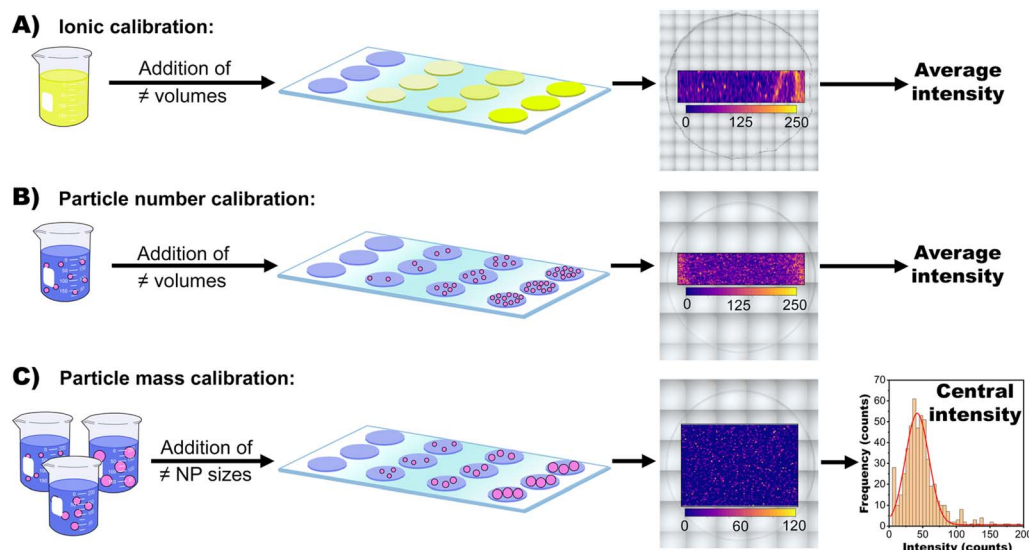 A) Ionic calibration:
Addition of
≠ volumes
0 125 250
Average
intensity
B) Particle number calibration:
Addition of
≠ volumes
0 125 250
Average
intensity
C) Particle mass calibration:
Addition of
≠ NP sizes
0 60 120
Central
intensity
Frequency (counts)
70
60
50
40
30
20
10
0
0 50 100 150 200
Intensity (counts)